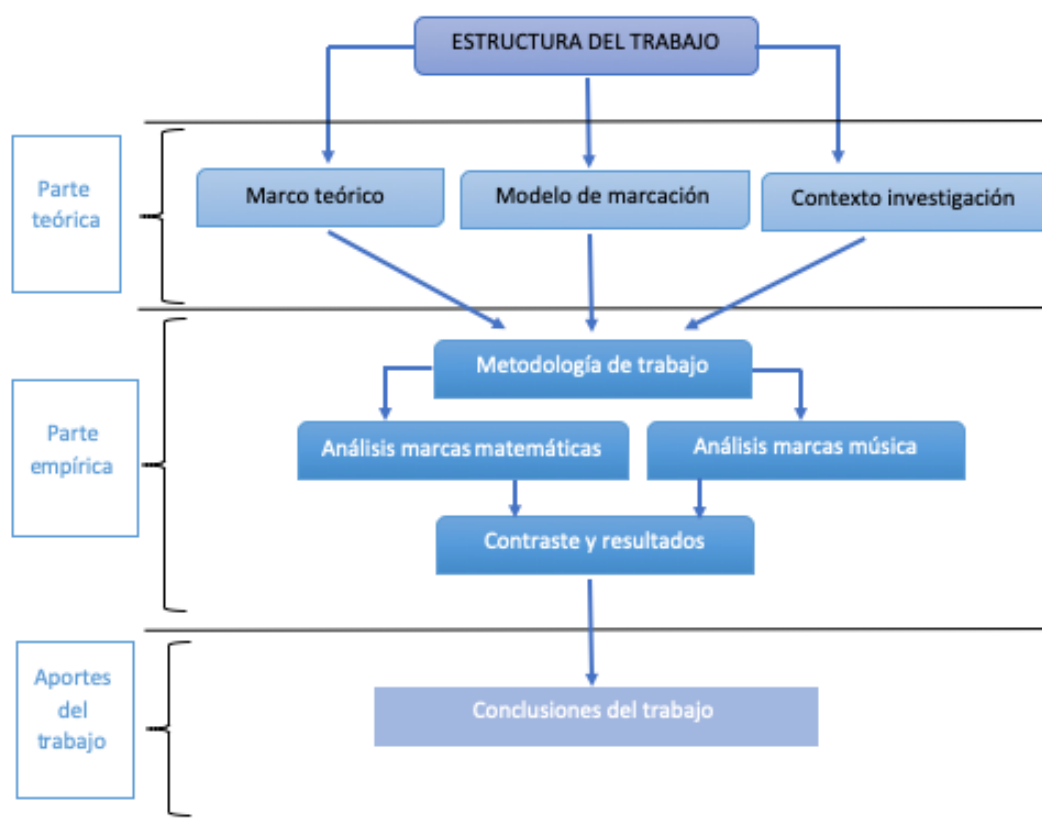 ESTRUCTURA DEL TRABAJO
Parte
teórica
Marco teórico
Modelo de marcación
Contexto investigación
Parte
empírica
Metodología de trabajo
Análisis marcas matemáticas
Análisis marcas música
Contraste y resultados
Aportes
del
trabajo
Conclusiones del trabajo